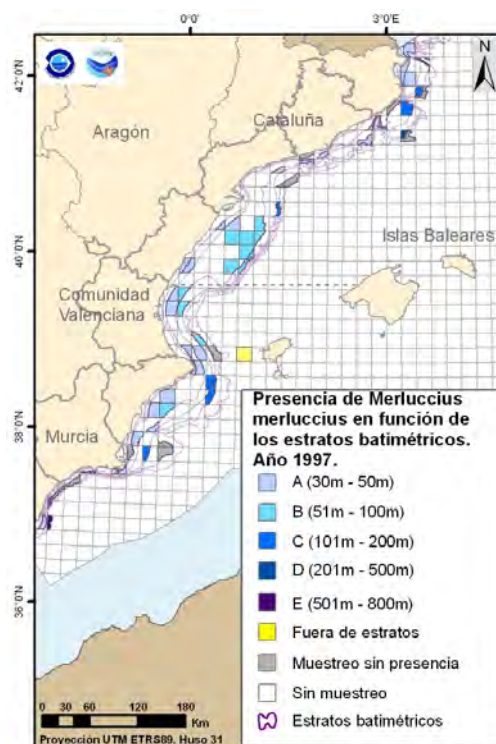 0°0'
3°0'E
N
42°0'N
Cataluña
Aragón
40°0'N
Islas Baleares
Comunidad
Valenciana
38°0'N
Murcia
36°0'N
Presencia de Merluccius
merluccius en función de
los estratos batimétricos.
Año 1997.
A (30m - 50m)
B (51m - 100m)
C (101m - 200m)
D (201m - 500m)
E (501m - 800m)
Fuera de estratos
Muestreo sin presencia
Sin muestreo
Estratos batimétricos
0 30 60 120 180
Km
Proyección UTM ETRS89. Huso 31